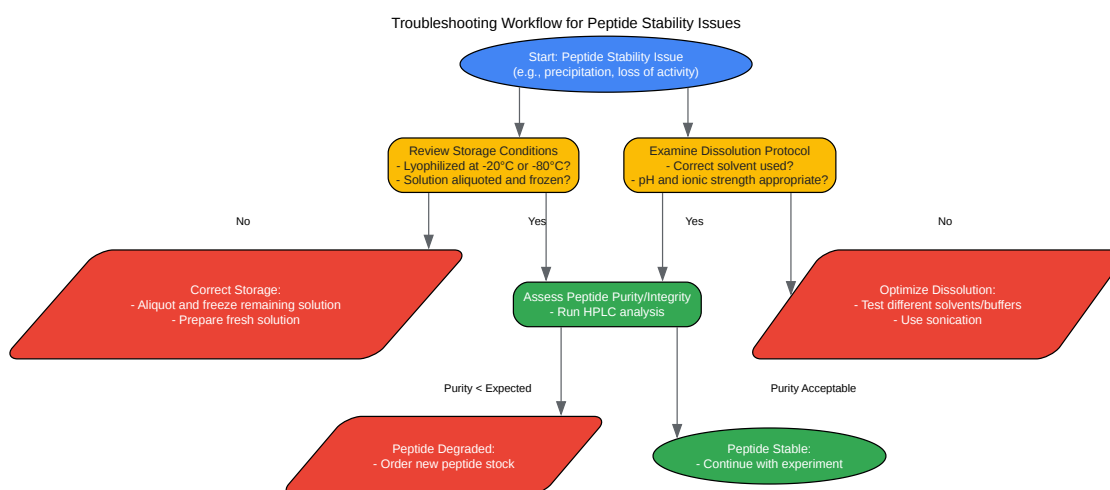 Troubleshooting Workflow for Peptide Stability Issues
Start: Peptide Stability Issue
(e.g., precipitation, loss of activity)
Review Storage Conditions
- Lyophilized at -20°C or -80°C?
- Solution aliquoted and frozen?
Examine Dissolution Protocol
- Correct solvent used?
- pH and ionic strength appropriate?
No
Yes
Yes
No
Correct Storage:
- Aliquot and freeze remaining solution
- Prepare fresh solution
Assess Peptide Purity/Integrity
- Run HPLC analysis
Optimize Dissolution:
- Test different solvents/buffers
- Use sonication
Purity < Expected
Purity Acceptable
Peptide Degraded:
- Order new peptide stock
Peptide Stable:
- Continue with experiment